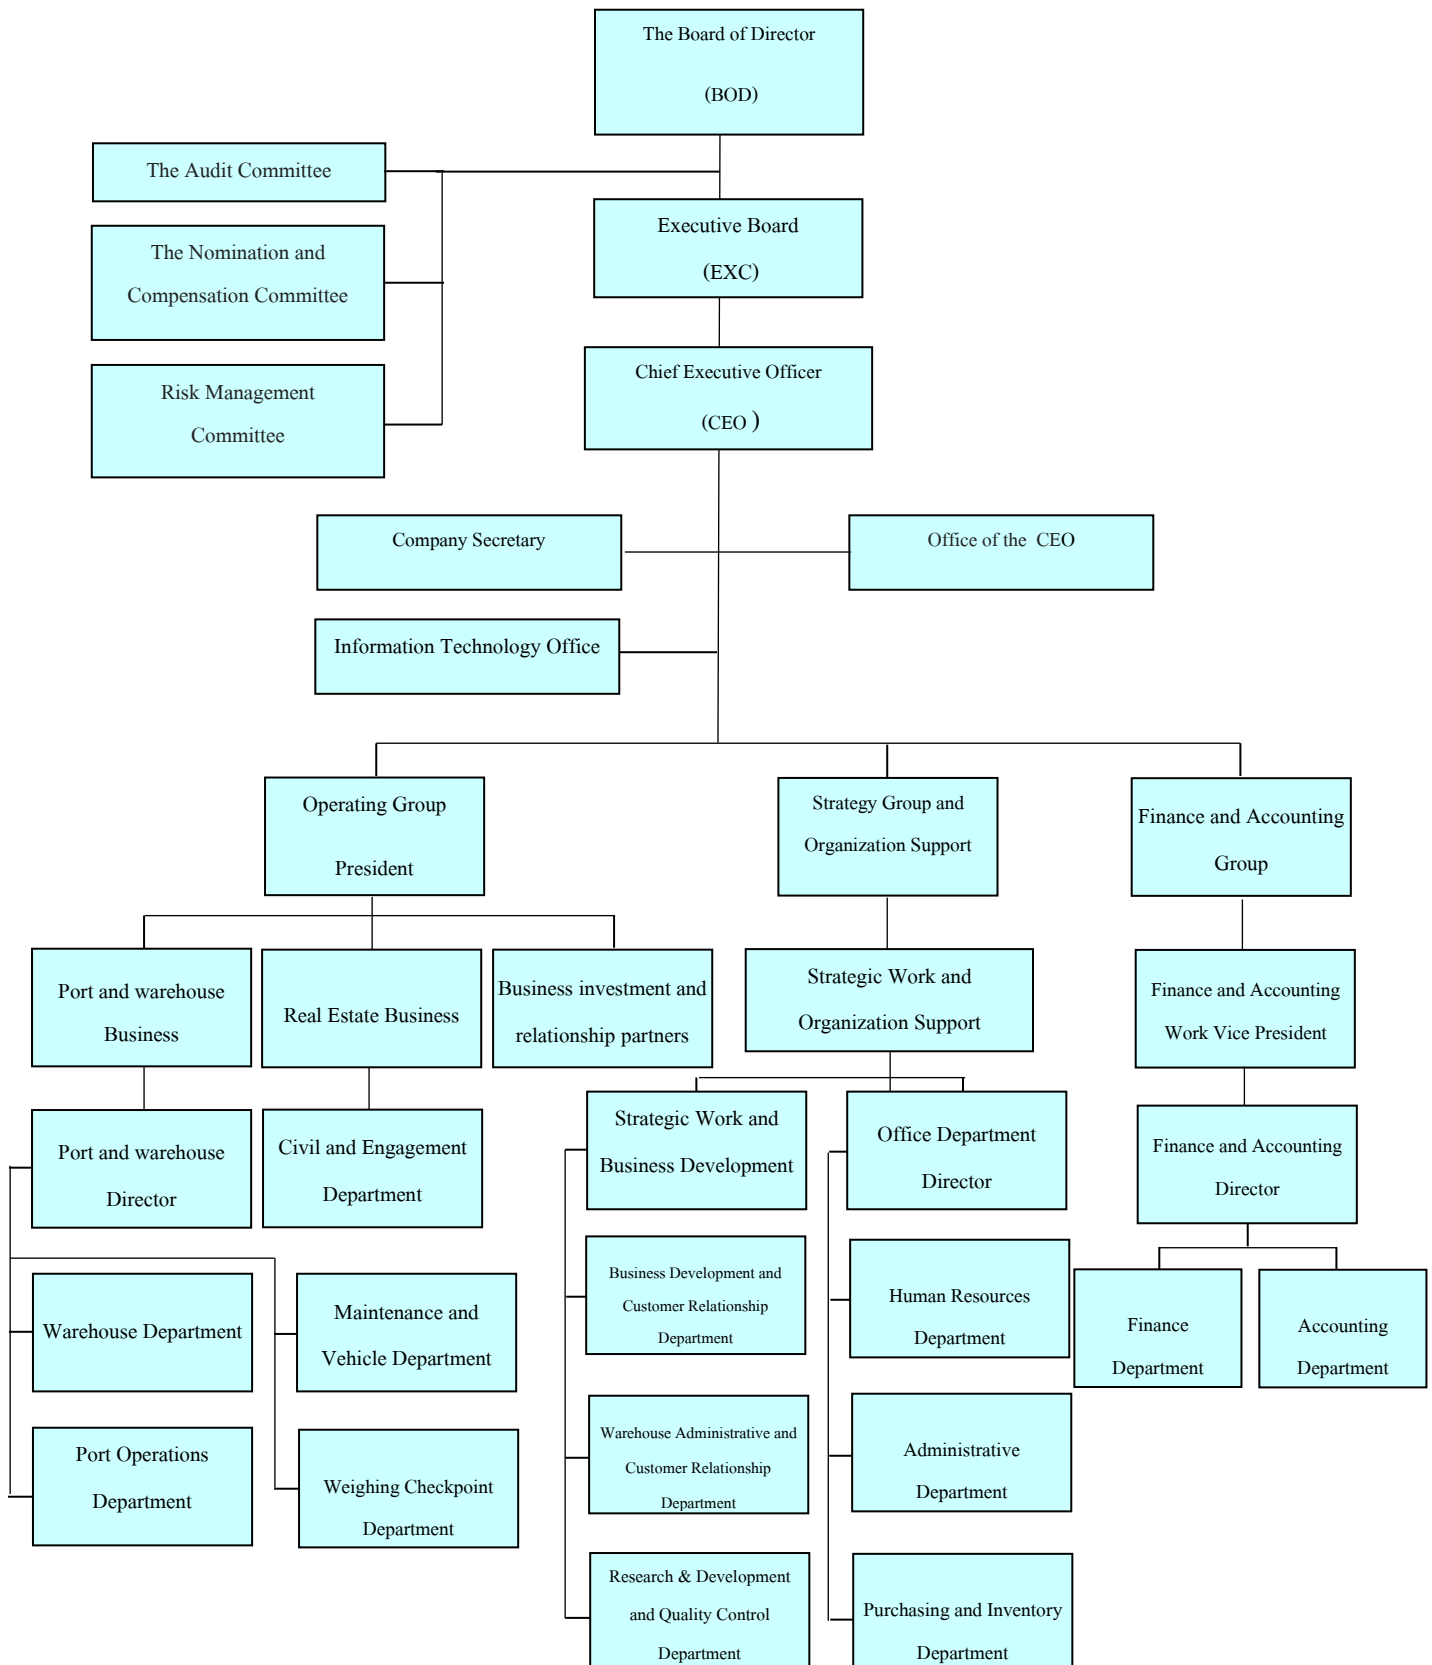 The Board of Director
(BOD)
The Audit Committee
Executive Board
(EXC)
The Nomination and
Compensation Committee
Chief Executive Officer
(CEO )
Risk Management
Committee
Company Secretary
Office of the CEO
Information Technology Office
Operating Group
President
Strategy Group and
Organization Support
Finance and Accounting
Group
Port and warehouse
Business
Real Estate Business
Business investment and
relationship partners
Strategic Work and
Organization Support
Finance and Accounting
Work Vice President
Port and warehouse
Director
Civil and Engagement
Department
Strategic Work and
Business Development
Office Department
Director
Finance and Accounting
Director
Warehouse Department
Maintenance and
Vehicle Department
Business Development and
Customer Relationship
Department
Human Resources
Department
Finance
Department
Accounting
Department
Port Operations
Department
Weighing Checkpoint
Department
Warehouse Administrative and
Customer Relationship
Department
Administrative
Department
Research & Development
and Quality Control
Department
Purchasing and Inventory
Department